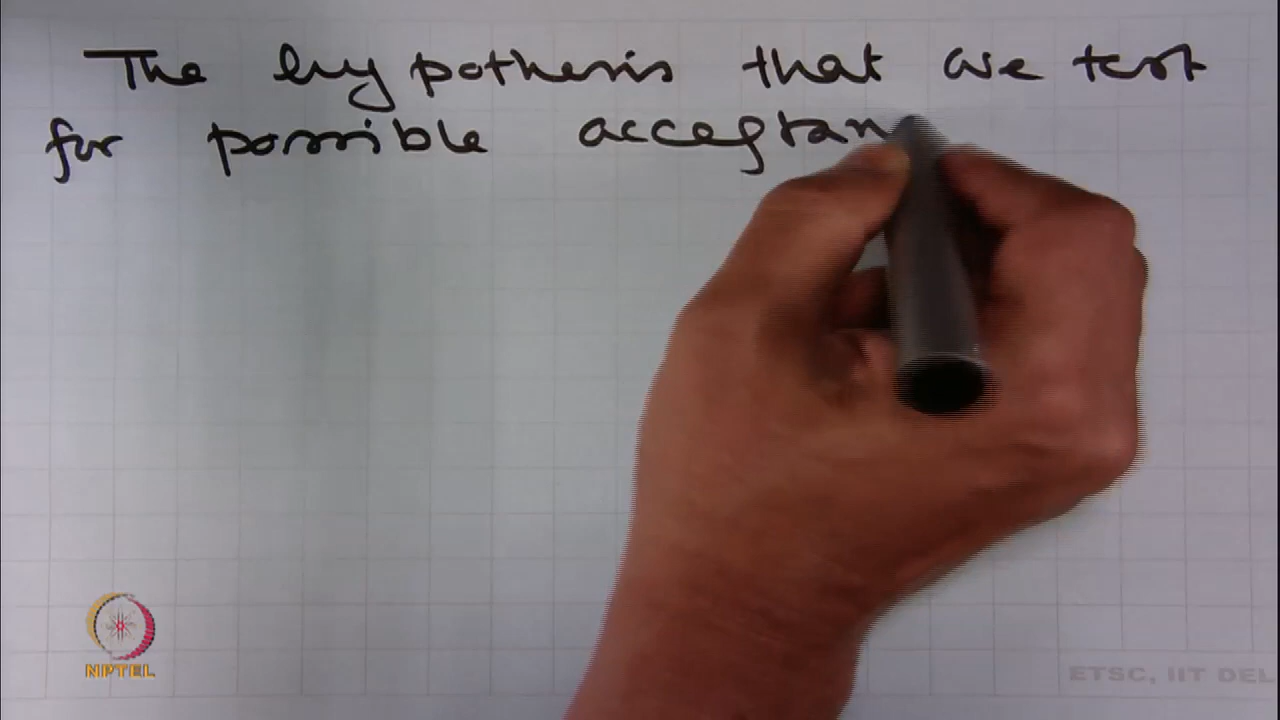 The hypothesis that we test
for possible acceptan
NPTEL
ETSC, IIT DEL